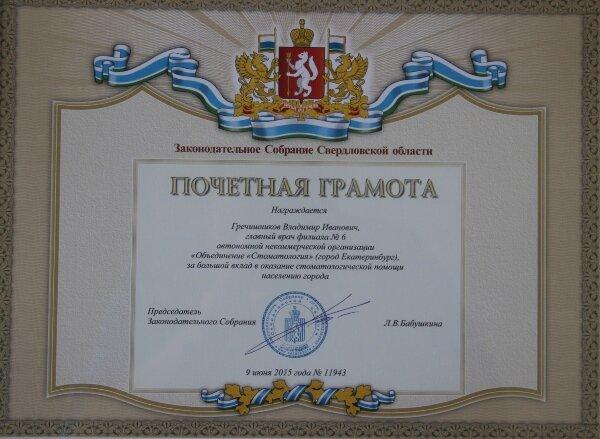 Законодательное Собрание Свердловской области
ПОЧЕТНАЯ ГРАМОТА
Награждается
Гречишников Владимир Иванович,
главный врач филиала № 6
автономной некоммерческой организации
«Объединение «Стоматология» (город Екатеринбург),
за большой вклад в оказание стоматологической помощи
населению города
Председатель
Законодательного Собрания
Л.В.Бабушкина
9 июня 2015 года № 11943